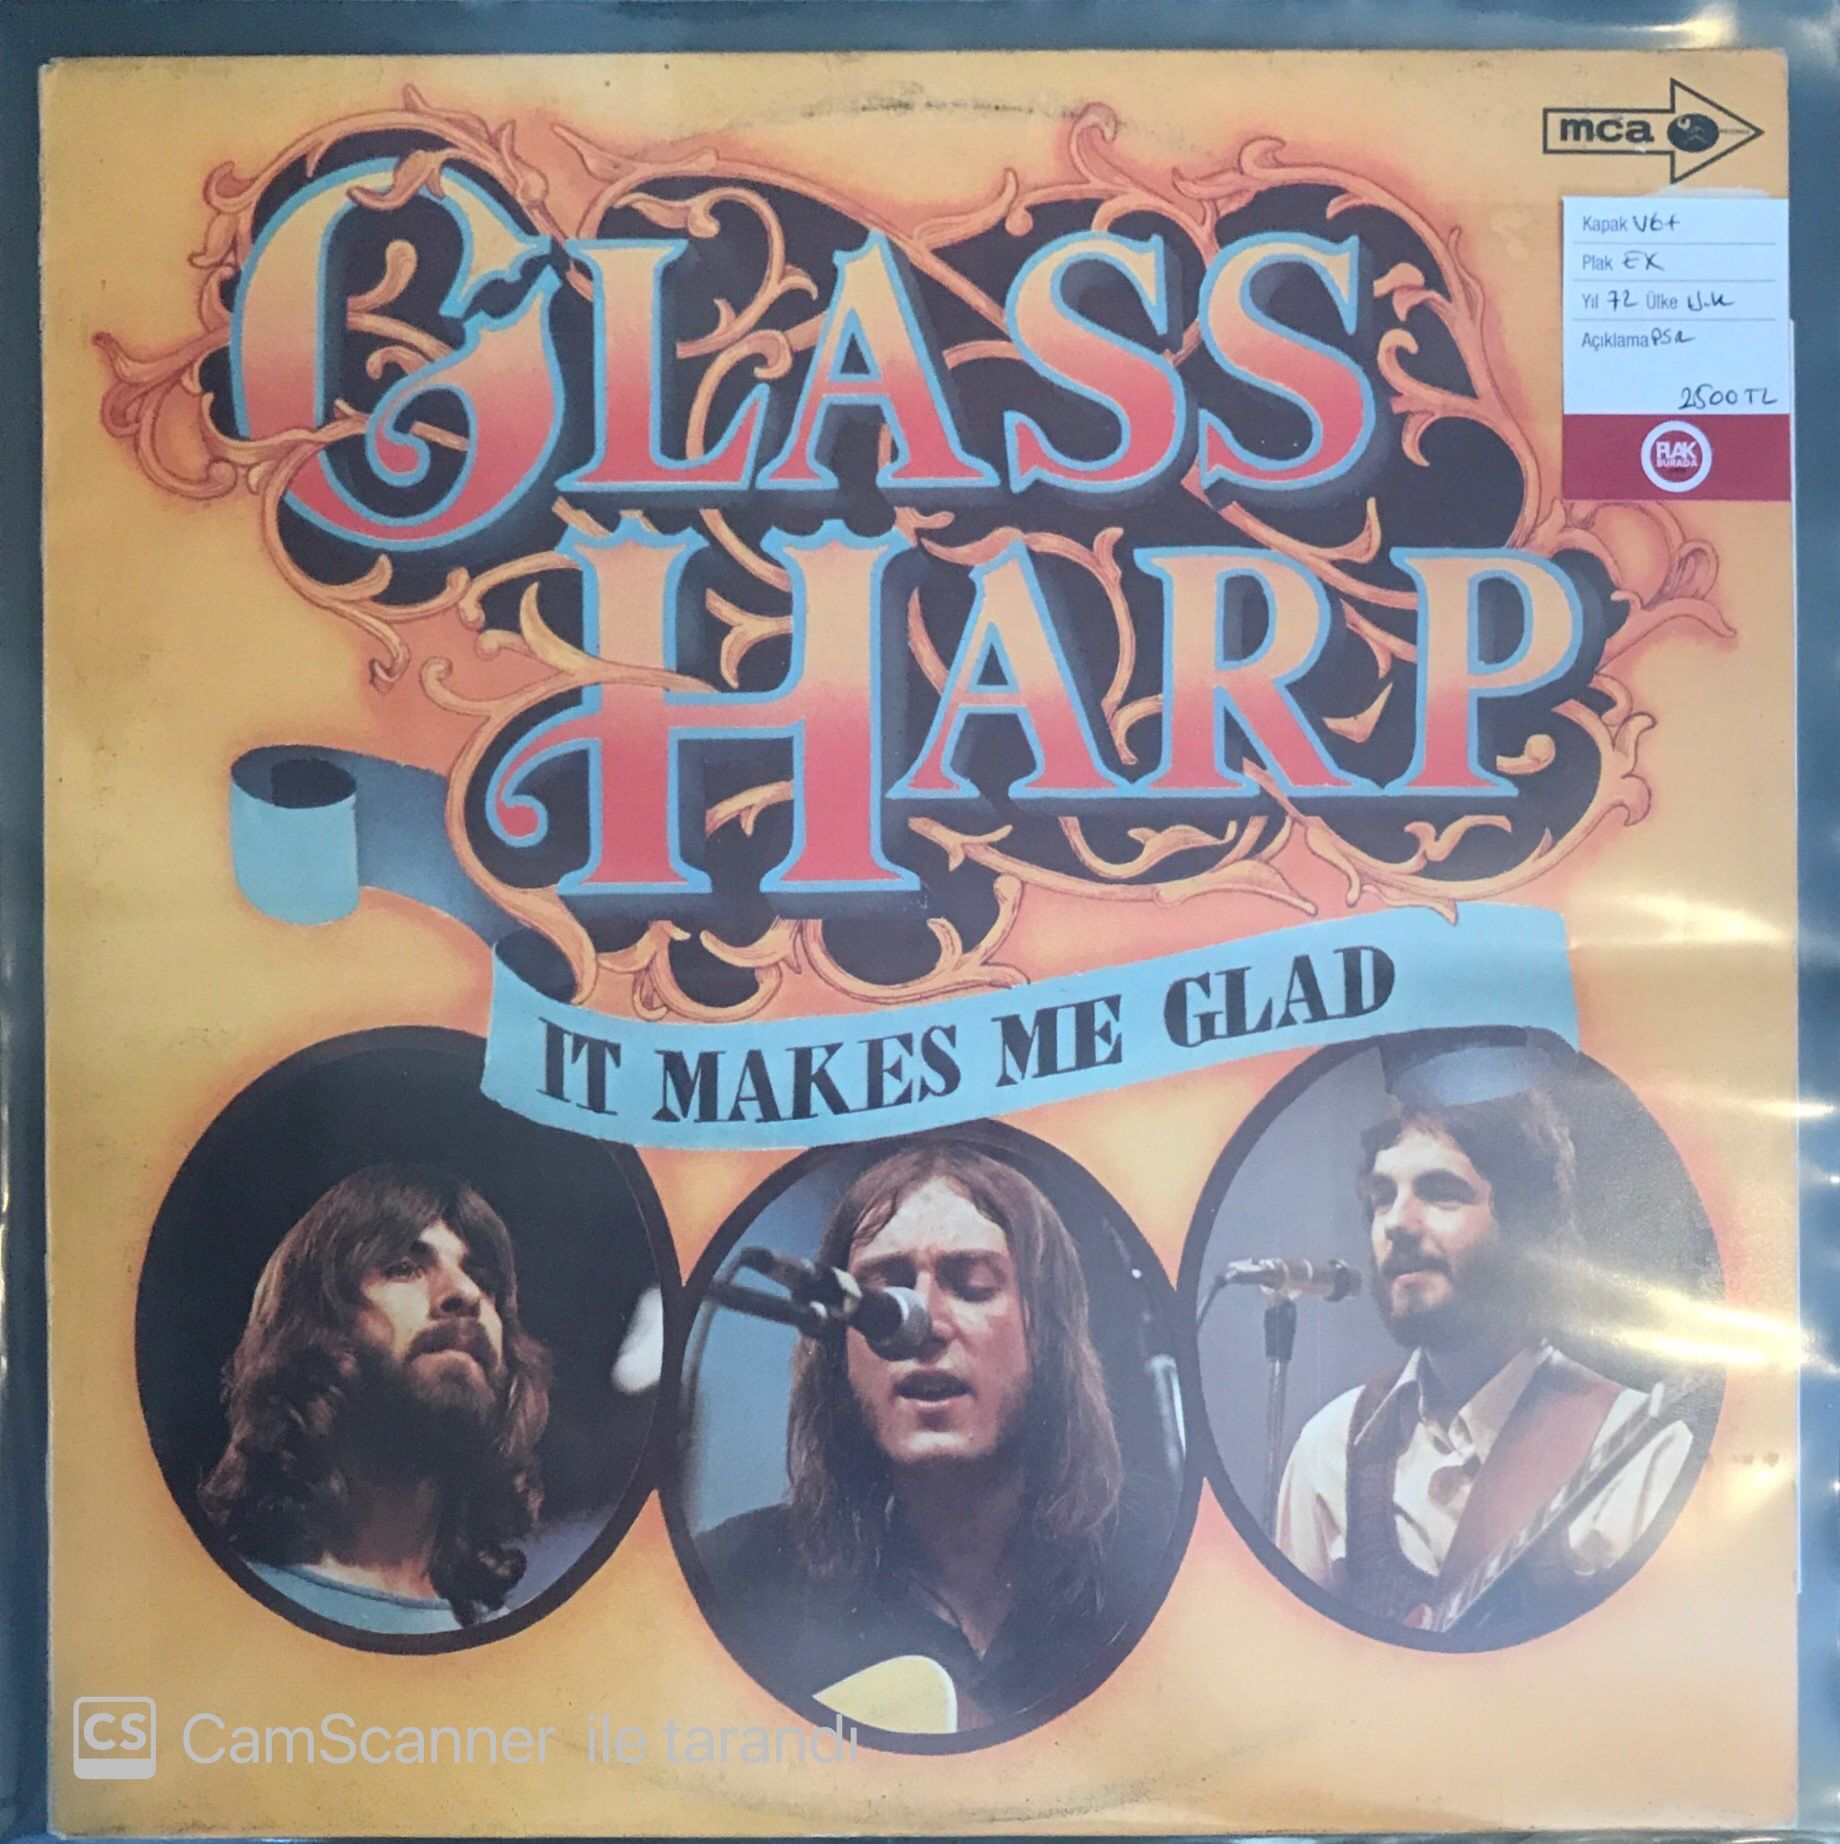 mca
GLASS
HARP
IT MAKES ME GLAD
Kapak VG+
Plak EX
Yıl 72 Ülke U.K
Açıklama
2500 TL
PLAK
BURADA
CS CamScanner ile tarandı